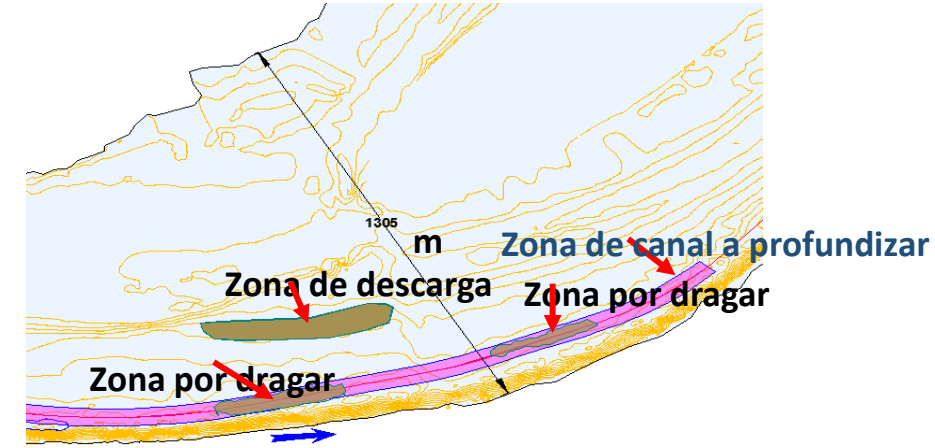 1305
m
Zona de canal a profundizar
Zona de descarga
Zona por dragar
Zona por dragar